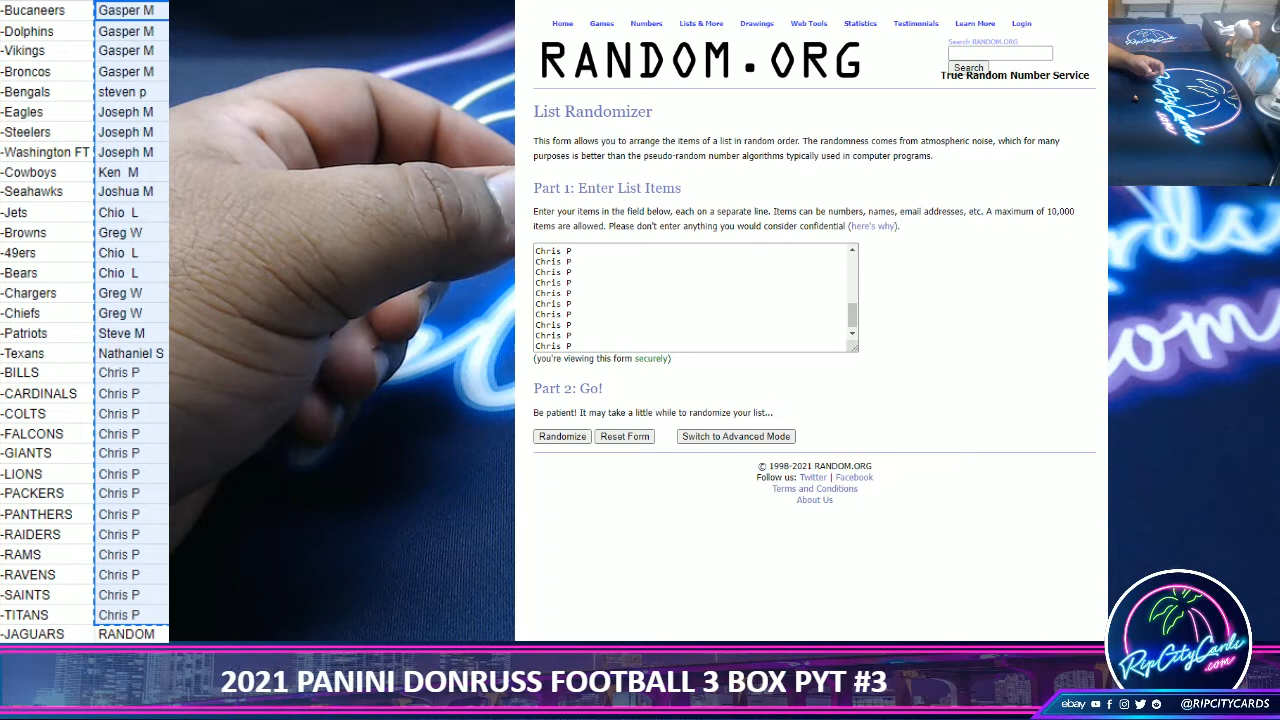 -Bucaneers Gasper M
-Dolphins Gasper M
-Vikings Gasper M
-Broncos Gasper M
-Bengals steven p
-Eagles Joseph M
-Steelers Joseph M
-Washington FT Joseph M
-Cowboys Ken M
-Seahawks Joshua M
-Jets Chio L
-Browns Greg W
-49ers Chio L
-Bears Chio L
-Chargers Greg W
-Chiefs Greg W
-Patriots Steve M
-Texans Nathaniel S
-BILLS Chris P
-CARDINALS Chris P
-COLTS Chris P
-FALCONS Chris P
-GIANTS Chris P
-LIONS Chris P
-PACKERS Chris P
-PANTHERS Chris P
-RAIDERS Chris P
-RAMS Chris P
-RAVENS Chris P
-SAINTS Chris P
-TITANS Chris P
-JAGUARS RANDOM
Home Games Numbers Lists & More Drawings Web Tools Statistics Testimonials Learn More Login
RANDOM.ORG
Search RANDOM.ORG
Search
True Random Number Service
List Randomizer
This form allows you to arrange the items of a list in random order. The randomness comes from atmospheric noise, which for many
purposes is better than the pseudo-random number algorithms typically used in computer programs.
Part 1: Enter List Items
Enter your items in the field below, each on a separate line. Items can be numbers, names, email addresses, etc. A maximum of 10,000
items are allowed. Please don't enter anything you would consider confidential (here's why).
Chris P
Chris P
Chris P
Chris P
Chris P
Chris P
Chris P
Chris P
Chris P
Chris P
(you're viewing this form securely)
Part 2: Go!
Be patient! It may take a little while to randomize your list...
Randomize Reset Form Switch to Advanced Mode
© 1998-2021 RANDOM.ORG
Follow us: Twitter | Facebook
Terms and Conditions
About Us
2021 PANINI DONRUSS FOOTBALL 3 BOX PYT #3
RipCityCards
.com
ebay @RIPCITYCARDS